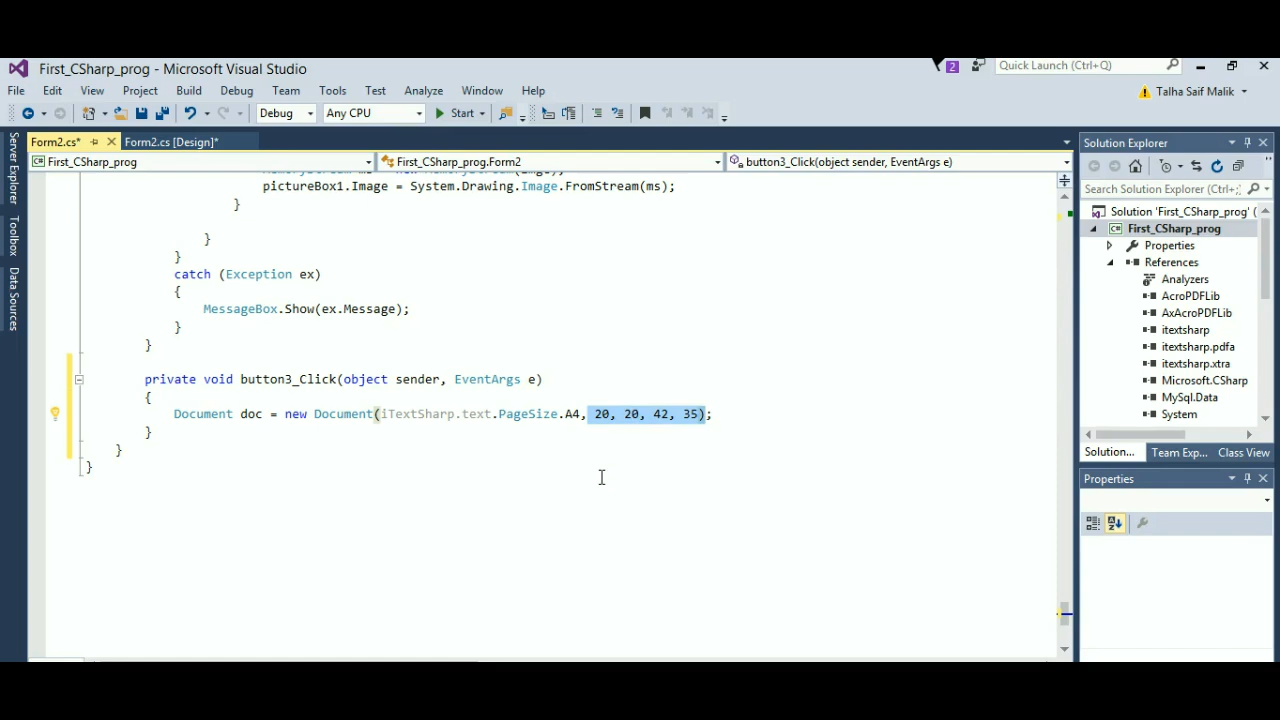 First_CSharp_prog - Microsoft Visual Studio
2
Quick Launch (Ctrl+Q)
File Edit View Project Build Debug Team Tools Test Analyze Window Help
Talha Saif Malik
Debug Any CPU Start
Form2.cs* Form2.cs [Design]*
First_CSharp_prog First_CSharp_prog.Form2 button3_Click(object sender, EventArgs e)
Server Explorer
Toolbox
Data Sources
pictureBox1.Image = System.Drawing.Image.FromStream(ms);
}
}
}
catch (Exception ex)
{
MessageBox.Show(ex.Message);
}
}
private void button3_Click(object sender, EventArgs e)
{
Document doc = new Document(iTextSharp.text.PageSize.A4, 20, 20, 42, 35);
}
}
}
Solution Explorer
Search Solution Explorer (Ctrl+;)
Solution 'First_CSharp_prog' (
First_CSharp_prog
Properties
References
Analyzers
AcroPDFLib
AxAcroPDFLib
itextsharp
itextsharp.pdfa
itextsharp.xtra
Microsoft.CSharp
MySql.Data
System
Solution... Team Exp... Class View
Properties